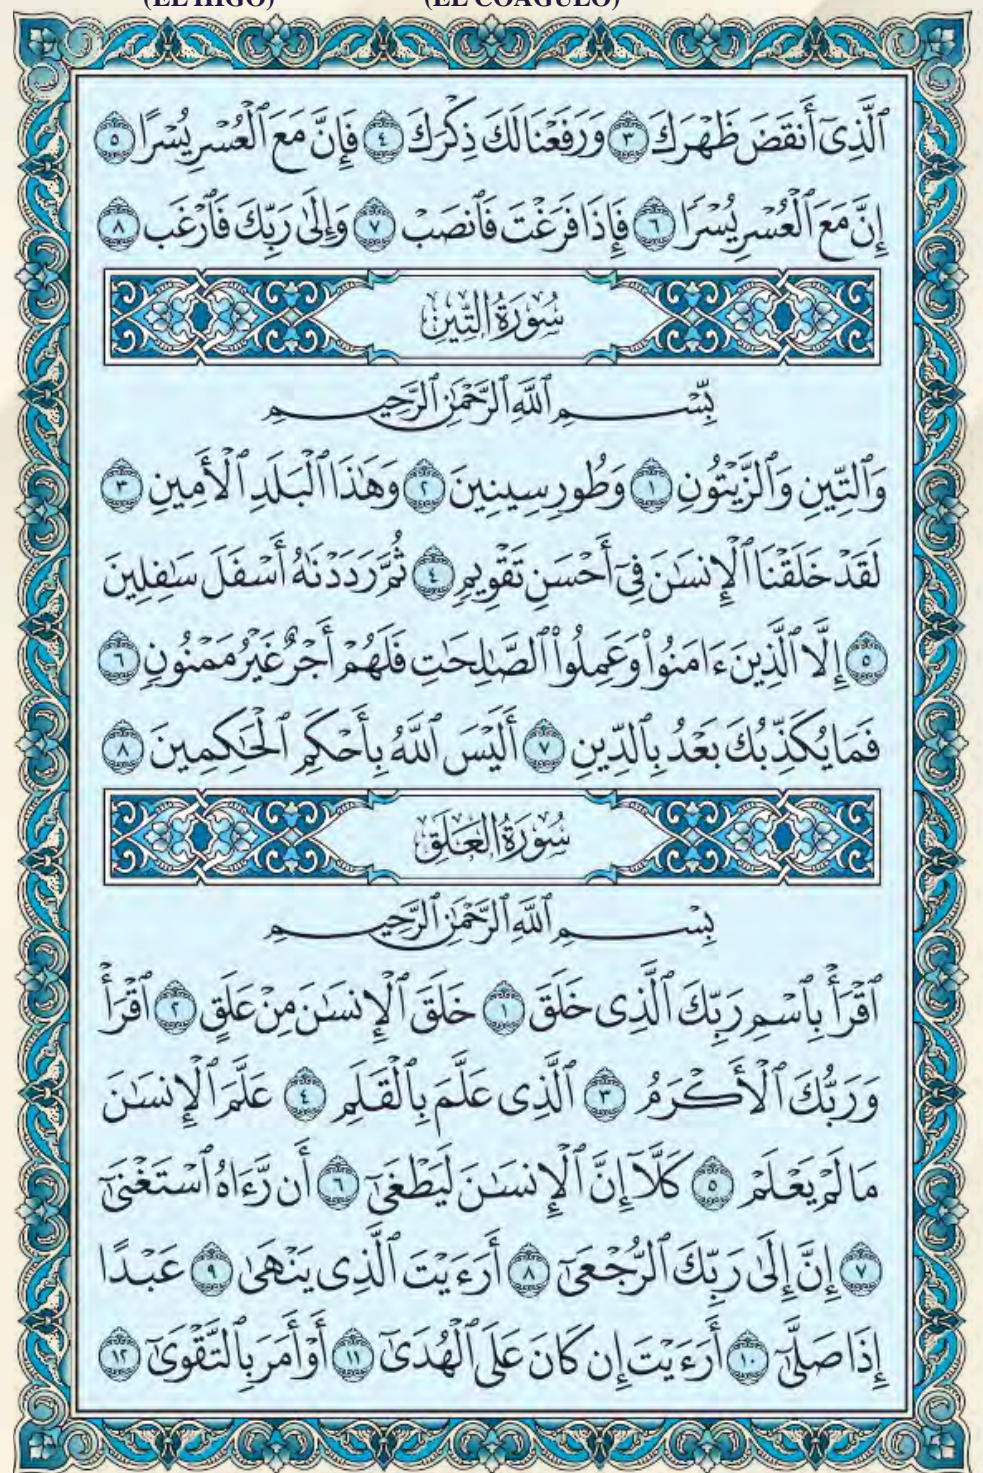 (EL HIGO) (EL COÁGULO)
ٱلَّذِىٓ أَنقَضَ ظَهْرَكَ ٣ وَرَفَعْنَا لَكَ ذِكْرَكَ ٤ فَإِنَّ مَعَ ٱلْعُسْرِ يُسْرًا ٥
إِنَّ مَعَ ٱلْعُسْرِ يُسْرًا ٦ فَإِذَا فَرَغْتَ فَٱنصَبْ ٧ وَإِلَىٰ رَبِّكَ فَٱرْغَب ٨
سُورَةُ التِّينِ
بِّسْمِ ٱللَّهِ ٱلرَّحْمَٰنِ ٱلرَّحِيمِ
وَٱلتِّينِ وَٱلزَّيْتُونِ ١ وَطُورِ سِينِينَ ٢ وَهَٰذَا ٱلْبَلَدِ ٱلْأَمِينِ ٣
لَقَدْ خَلَقْنَا ٱلْإِنسَٰنَ فِىٓ أَحْسَنِ تَقْوِيمٍ ٤ ثُمَّ رَدَدْنَٰهُ أَسْفَلَ سَٰفِلِينَ
٥ إِلَّا ٱلَّذِينَ ءَامَنُوا۟ وَعَمِلُوا۟ ٱلصَّٰلِحَٰتِ فَلَهُمْ أَجْرٌ غَيْرُ مَمْنُونٍ ٦
فَمَا يُكَذِّبُكَ بَعْدُ بِٱلدِّينِ ٧ أَلَيْسَ ٱللَّهُ بِأَحْكَمِ ٱلْحَٰكِمِينَ ٨
سُورَةُ العَلَقِ
بِسْمِ ٱللَّهِ ٱلرَّحْمَٰنِ ٱلرَّحِيمِ
ٱقْرَأْ بِٱسْمِ رَبِّكَ ٱلَّذِى خَلَقَ ١ خَلَقَ ٱلْإِنسَٰنَ مِنْ عَلَقٍ ٢ ٱقْرَأْ
وَرَبُّكَ ٱلْأَكْرَمُ ٣ ٱلَّذِى عَلَّمَ بِٱلْقَلَمِ ٤ عَلَّمَ ٱلْإِنسَٰنَ
مَا لَمْ يَعْلَمْ ٥ كَلَّآ إِنَّ ٱلْإِنسَٰنَ لَيَطْغَىٰٓ ٦ أَن رَّءَاهُ ٱسْتَغْنَىٰٓ
٧ إِنَّ إِلَىٰ رَبِّكَ ٱلرُّجْعَىٰٓ ٨ أَرَءَيْتَ ٱلَّذِى يَنْهَىٰ ٩ عَبْدًا
إِذَا صَلَّىٰٓ ١٠ أَرَءَيْتَ إِن كَانَ عَلَى ٱلْهُدَىٰٓ ١١ أَوْ أَمَرَ بِٱلتَّقْوَىٰٓ ١٢